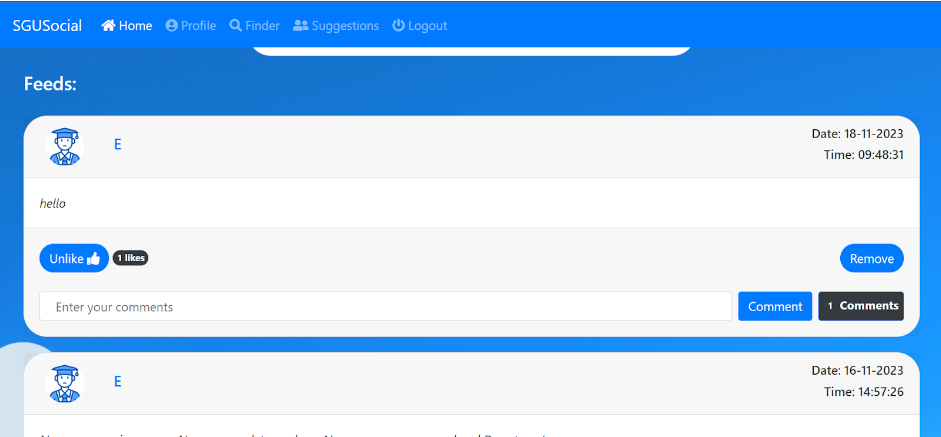 SGUSocial Home Profile Finder Suggestions Logout
Feeds:
E
Date: 18-11-2023
Time: 09:48:31
hello
Unlike 1 likes Remove
Enter your comments Comment 1 Comments
E
Date: 16-11-2023
Time: 14:57:26